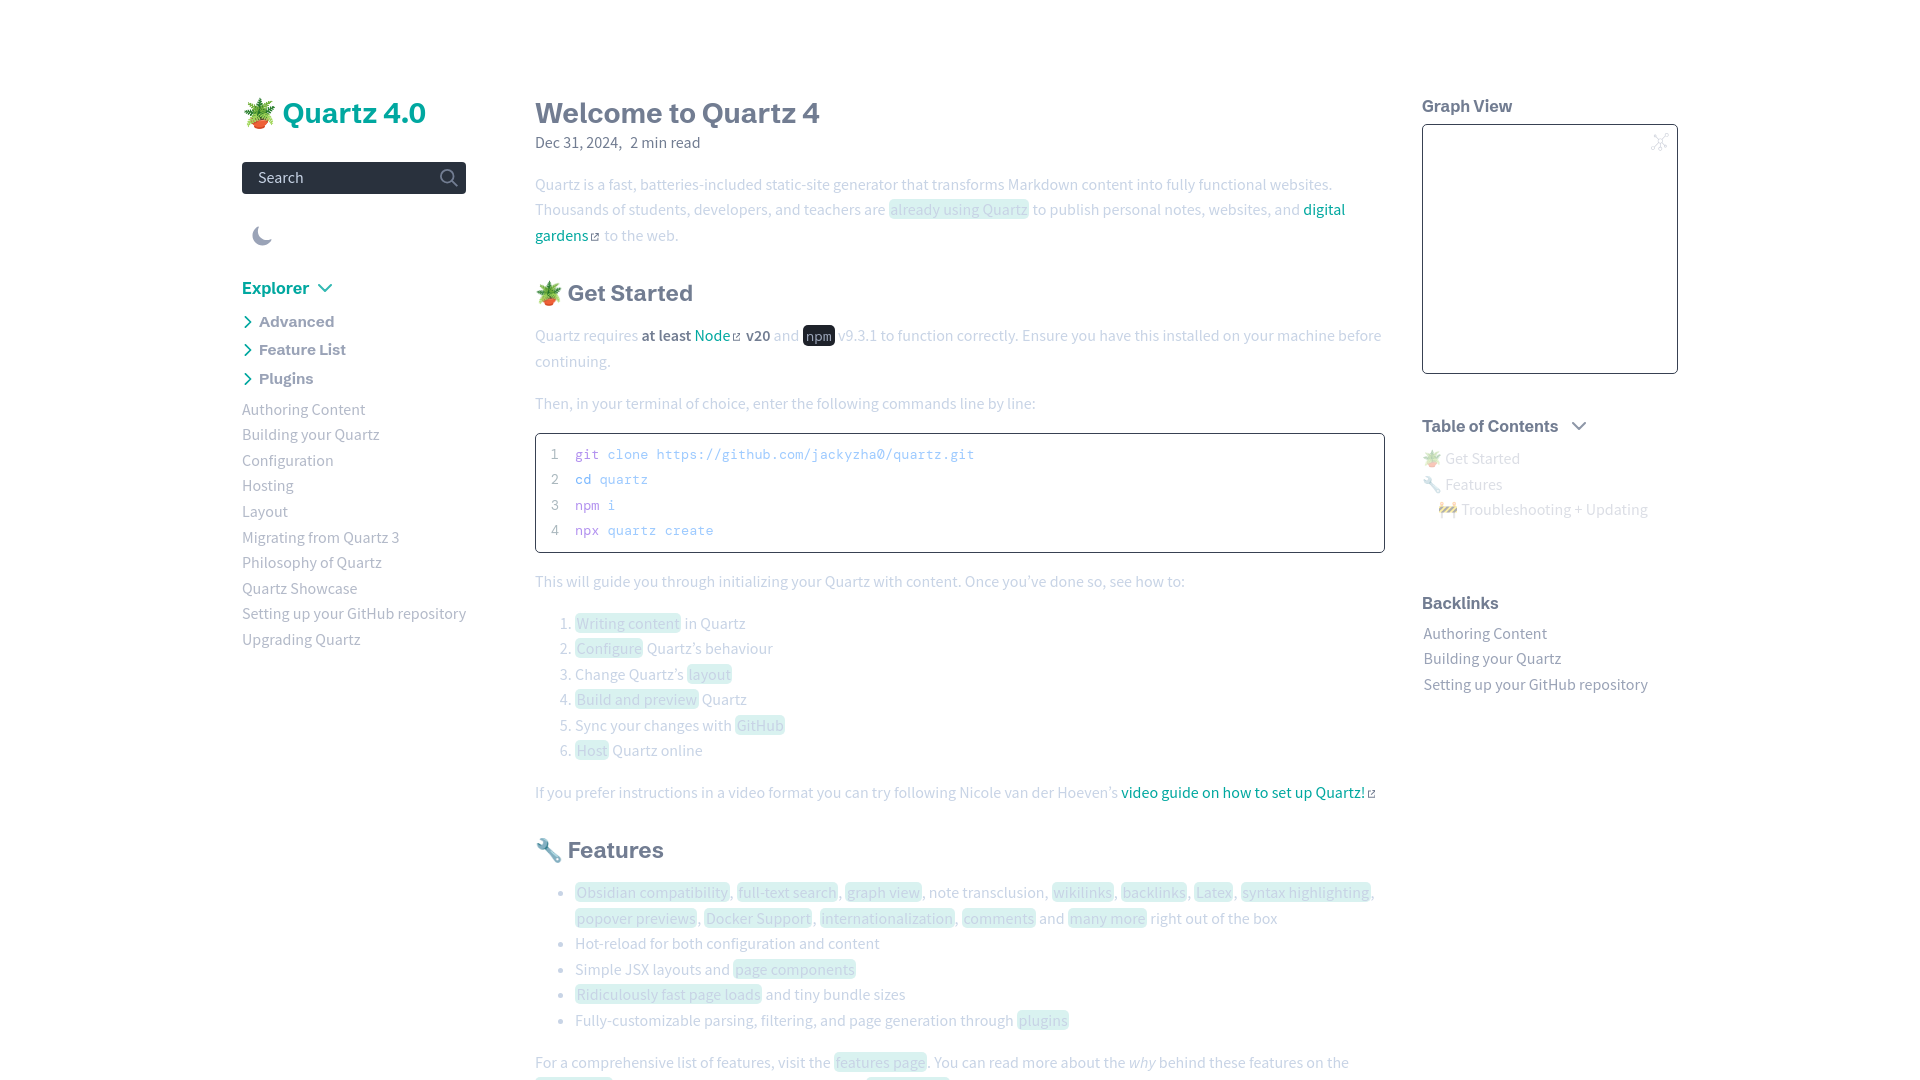 🪴 Quartz 4.0
Search
Explorer
Advanced
Feature List
Plugins
Authoring Content
Building your Quartz
Configuration
Hosting
Layout
Migrating from Quartz 3
Philosophy of Quartz
Quartz Showcase
Setting up your GitHub repository
Upgrading Quartz
Welcome to Quartz 4
Dec 31, 2024, 2 min read
Quartz is a fast, batteries-included static-site generator that transforms Markdown content into fully functional websites.
Thousands of students, developers, and teachers are already using Quartz to publish personal notes, websites, and digital
gardens to the web.
🪴 Get Started
Quartz requires at least Node v20 and npm v9.3.1 to function correctly. Ensure you have this installed on your machine before
continuing.
Then, in your terminal of choice, enter the following commands line by line:
1 git clone https://github.com/jackyzha0/quartz.git
2 cd quartz
3 npm i
4 npx quartz create
This will guide you through initializing your Quartz with content. Once you’ve done so, see how to:
1. Writing content in Quartz
2. Configure Quartz’s behaviour
3. Change Quartz’s layout
4. Build and preview Quartz
5. Sync your changes with GitHub
6. Host Quartz online
If you prefer instructions in a video format you can try following Nicole van der Hoeven’s video guide on how to set up Quartz!
🔧 Features
• Obsidian compatibility, full-text search, graph view, note transclusion, wikilinks, backlinks, Latex, syntax highlighting,
popover previews, Docker Support, internationalization, comments and many more right out of the box
• Hot-reload for both configuration and content
• Simple JSX layouts and page components
• Ridiculously fast page loads and tiny bundle sizes
• Fully-customizable parsing, filtering, and page generation through plugins
For a comprehensive list of features, visit the features page. You can read more about the why behind these features on the
Graph View
Table of Contents
🪴 Get Started
🔧 Features
🚧 Troubleshooting + Updating
Backlinks
Authoring Content
Building your Quartz
Setting up your GitHub repository